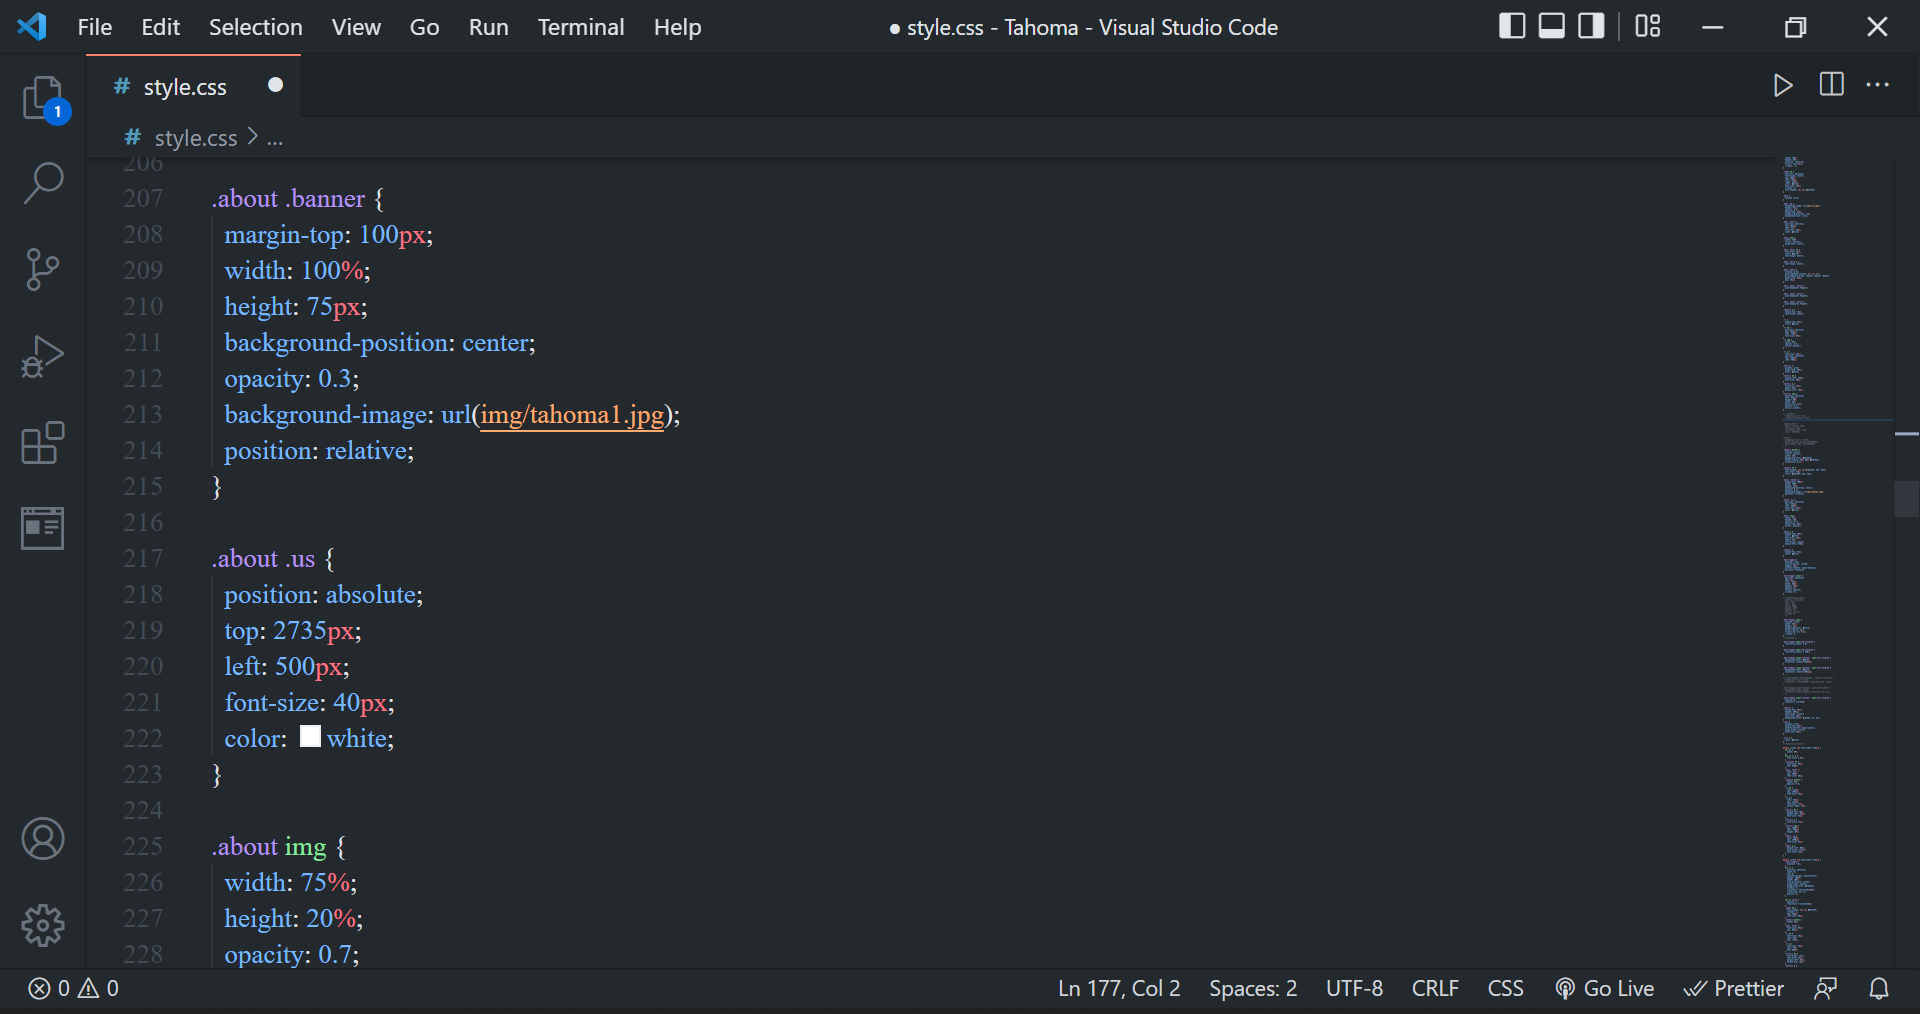 File Edit Selection View Go Run Terminal Help
● style.css - Tahoma - Visual Studio Code
# style.css ●
1
# style.css > ...
206
207 .about .banner {
208 margin-top: 100px;
209 width: 100%;
210 height: 75px;
211 background-position: center;
212 opacity: 0.3;
213 background-image: url(img/tahoma1.jpg);
214 position: relative;
215 }
216
217 .about .us {
218 position: absolute;
219 top: 2735px;
220 left: 500px;
221 font-size: 40px;
222 color: white;
223 }
224
225 .about img {
226 width: 75%;
227 height: 20%;
228 opacity: 0.7;
0 0 Ln 177, Col 2 Spaces: 2 UTF-8 CRLF CSS Go Live Prettier